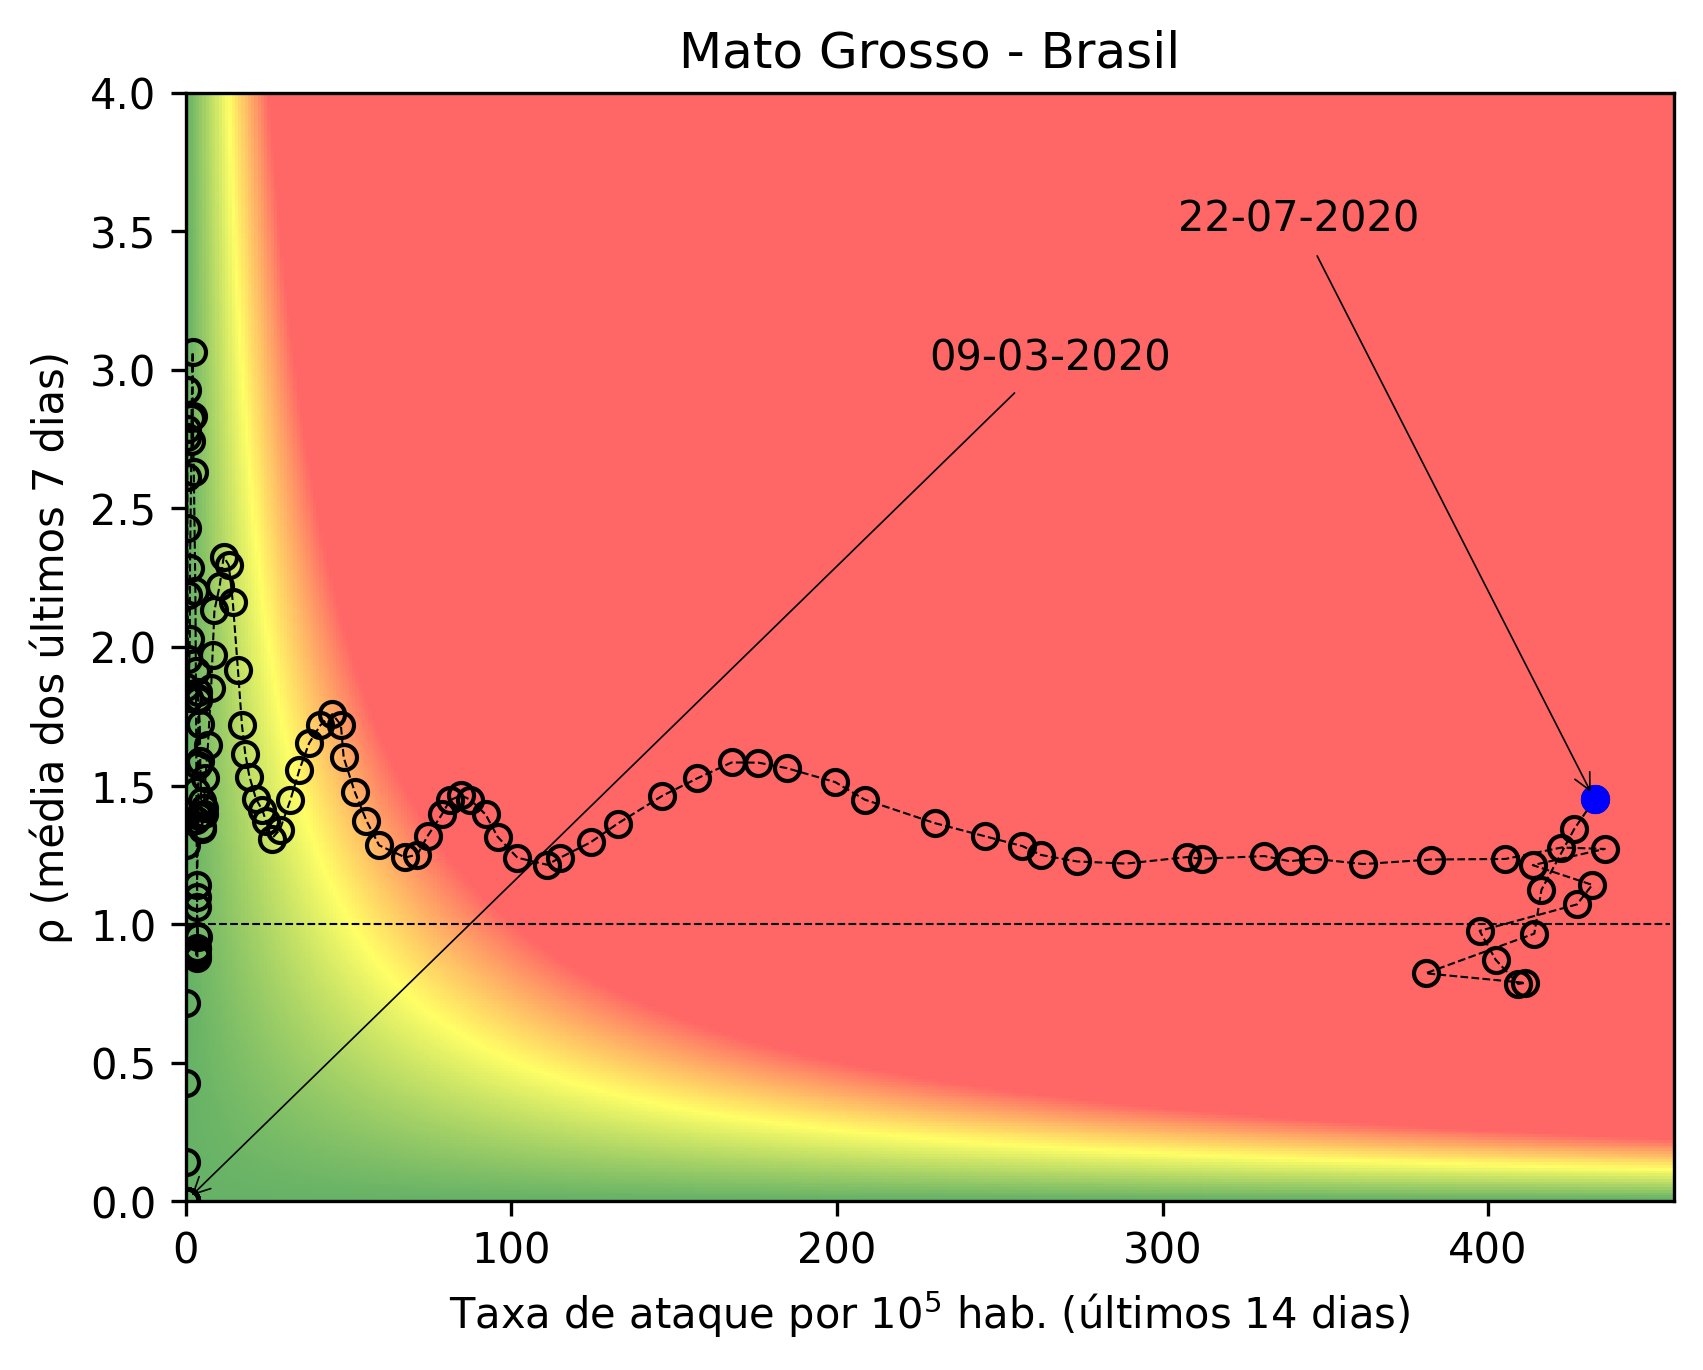 Mato Grosso - Brasil
4.0
3.5
3.0
2.5
2.0
1.5
1.0
0.5
0.0
ρ (média dos últimos 7 dias)
22-07-2020
09-03-2020
0 100 200 300 400
Taxa de ataque por 10⁵ hab. (últimos 14 dias)